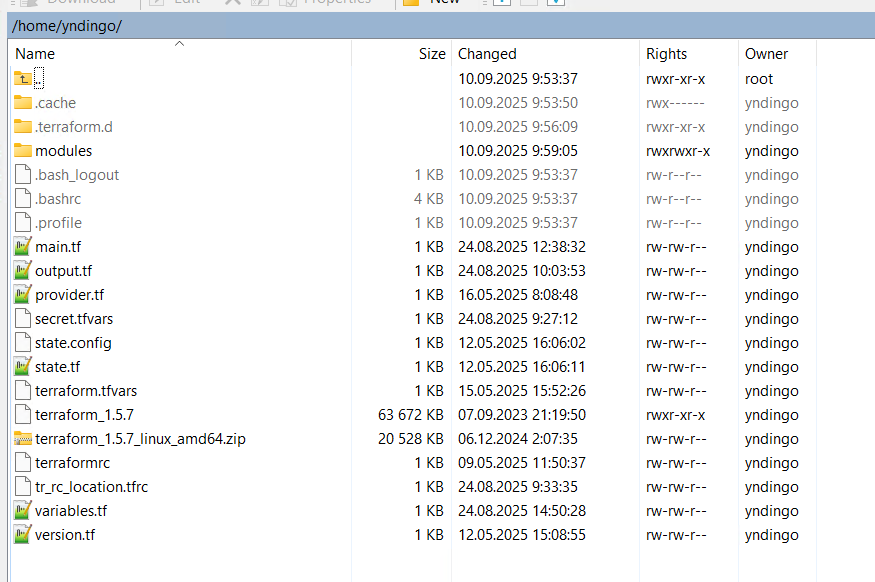 Download Edit Properties New
/home/yndingo/
Name Size Changed Rights Owner
.. 10.09.2025 9:53:37 rwxr-xr-x root
.cache 10.09.2025 9:53:50 rwx------ yndingo
.terraform.d 10.09.2025 9:56:09 rwxr-xr-x yndingo
modules 10.09.2025 9:59:05 rwxrwxr-x yndingo
.bash_logout 1 KB 10.09.2025 9:53:37 rw-r--r-- yndingo
.bashrc 4 KB 10.09.2025 9:53:37 rw-r--r-- yndingo
.profile 1 KB 10.09.2025 9:53:37 rw-r--r-- yndingo
main.tf 1 KB 24.08.2025 12:38:32 rw-rw-r-- yndingo
output.tf 1 KB 24.08.2025 10:03:53 rw-rw-r-- yndingo
provider.tf 1 KB 16.05.2025 8:08:48 rw-rw-r-- yndingo
secret.tfvars 1 KB 24.08.2025 9:27:12 rw-rw-r-- yndingo
state.config 1 KB 12.05.2025 16:06:02 rw-rw-r-- yndingo
state.tf 1 KB 12.05.2025 16:06:11 rw-rw-r-- yndingo
terraform.tfvars 1 KB 15.05.2025 15:52:26 rw-rw-r-- yndingo
terraform_1.5.7 63 672 KB 07.09.2023 21:19:50 rwxr-xr-x yndingo
terraform_1.5.7_linux_amd64.zip 20 528 KB 06.12.2024 2:07:35 rw-rw-r-- yndingo
terraformrc 1 KB 09.05.2025 11:50:37 rw-rw-r-- yndingo
tr_rc_location.tfrc 1 KB 24.08.2025 9:33:35 rw-rw-r-- yndingo
variables.tf 1 KB 24.08.2025 14:50:28 rw-rw-r-- yndingo
version.tf 1 KB 12.05.2025 15:08:55 rw-rw-r-- yndingo